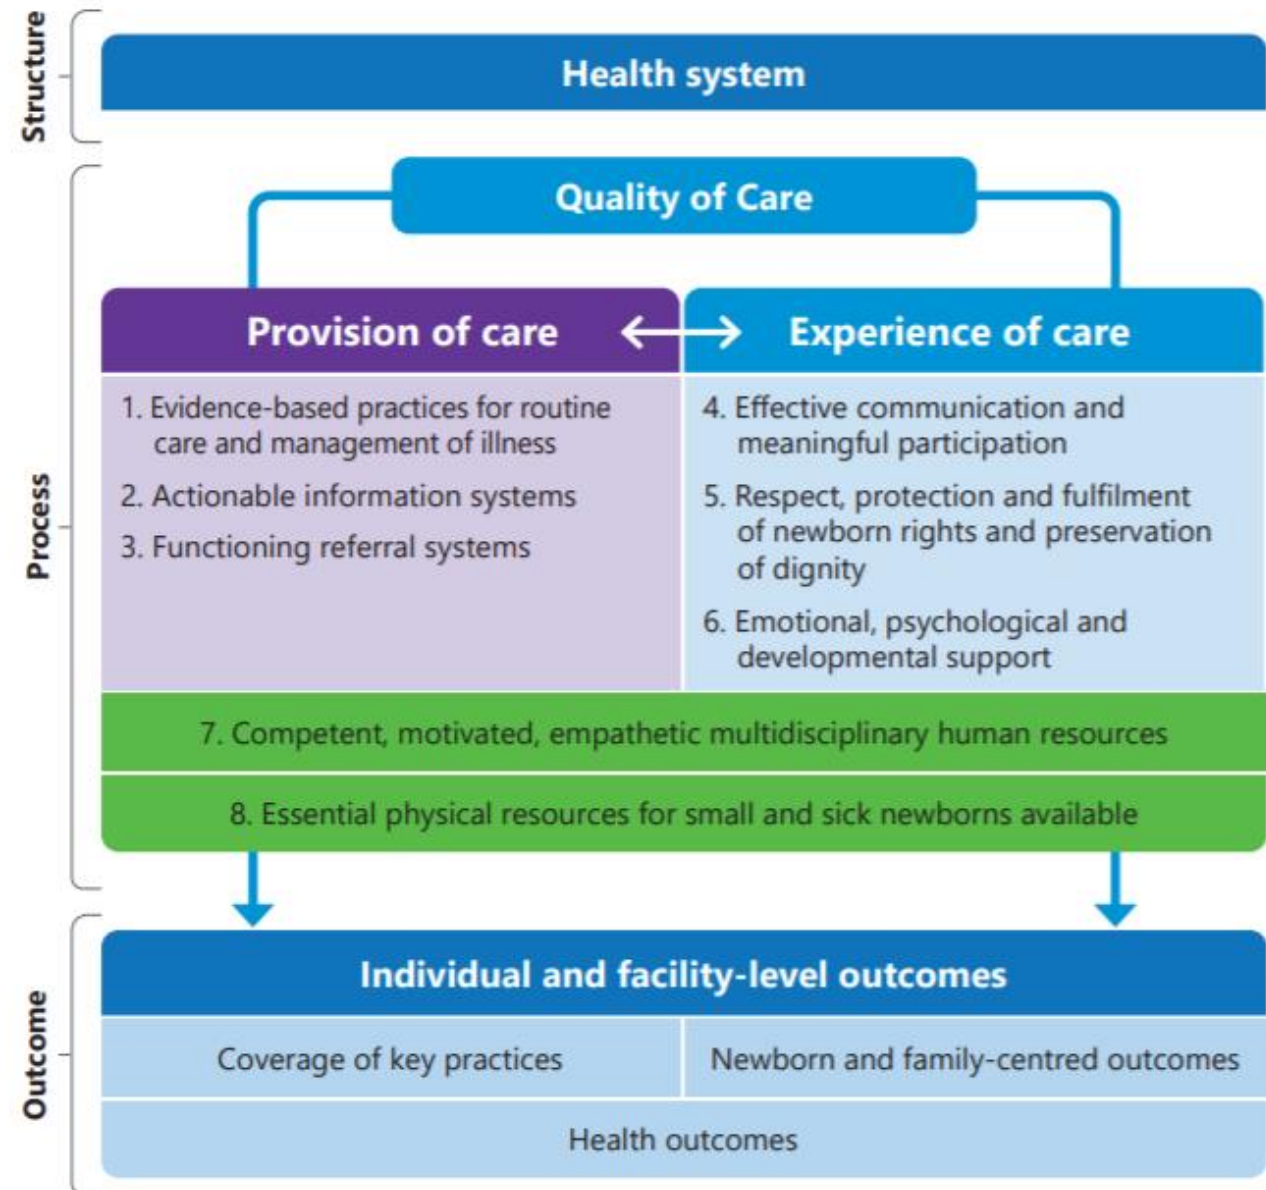 Structure
Health system
Process
Quality of Care
Provision of care
Experience of care
1. Evidence-based practices for routine
care and management of illness
2. Actionable information systems
3. Functioning referral systems
4. Effective communication and
meaningful participation
5. Respect, protection and fulfilment
of newborn rights and preservation
of dignity
6. Emotional, psychological and
developmental support
7. Competent, motivated, empathetic multidisciplinary human resources
8. Essential physical resources for small and sick newborns available
Outcome
Individual and facility-level outcomes
Coverage of key practices
Newborn and family-centred outcomes
Health outcomes